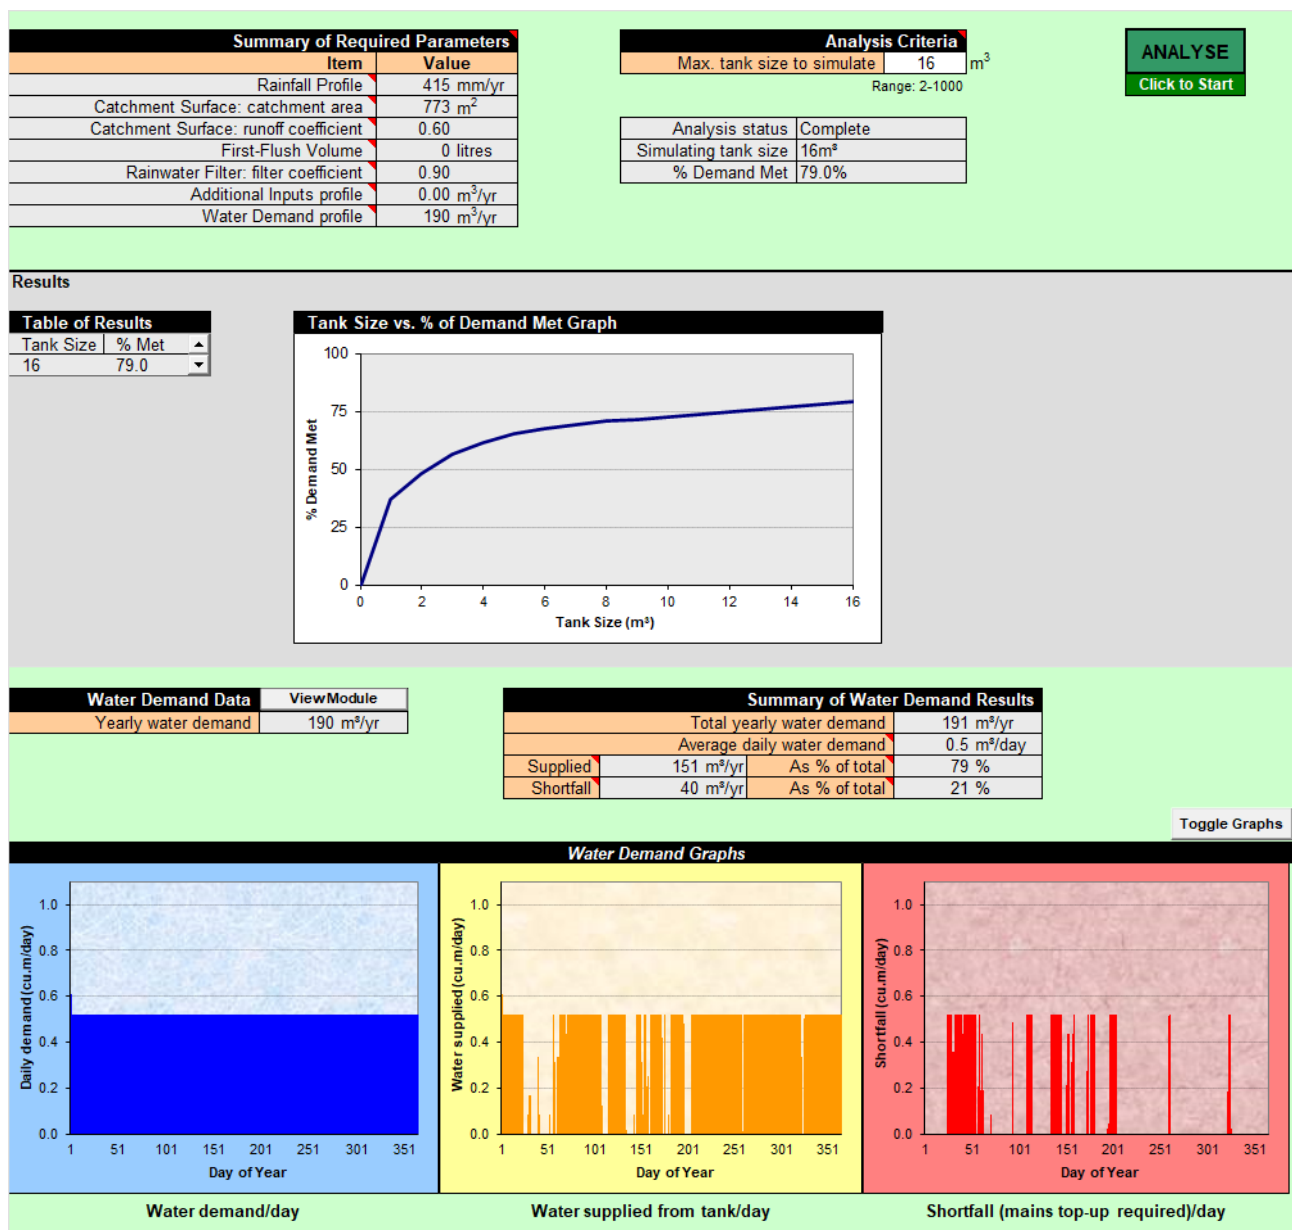 Summary of Required Parameters
Item Value
Rainfall Profile 415 mm/yr
Catchment Surface: catchment area 773 m²
Catchment Surface: runoff coefficient 0.60
First-Flush Volume 0 litres
Rainwater Filter: filter coefficient 0.90
Additional Inputs profile 0.00 m³/yr
Water Demand profile 190 m³/yr
Analysis Criteria
Max. tank size to simulate 16 m³
Range: 2-1000
Analysis status Complete
Simulating tank size 16m³
% Demand Met 79.0%
ANALYSE
Click to Start
Results
Table of Results
Tank Size % Met
16 79.0
Tank Size vs. % of Demand Met Graph
% Demand Met
100
75
50
25
0
0 2 4 6 8 10 12 14 16
Tank Size (m³)
Water Demand Data View Module
Yearly water demand 190 m³/yr
Summary of Water Demand Results
Total yearly water demand 191 m³/yr
Average daily water demand 0.5 m³/day
Supplied 151 m³/yr As % of total 79 %
Shortfall 40 m³/yr As % of total 21 %
Toggle Graphs
Water Demand Graphs
Daily demand (cu.m/day)
1.0
0.8
0.6
0.4
0.2
0.0
1 51 101 151 201 251 301 351
Day of Year
Water demand/day
Water supplied (cu.m/day)
1.0
0.8
0.6
0.4
0.2
0.0
1 51 101 151 201 251 301 351
Day of Year
Water supplied from tank/day
Shortfall (cu.m/day)
1.0
0.8
0.6
0.4
0.2
0.0
1 51 101 151 201 251 301 351
Day of Year
Shortfall (mains top-up required)/day